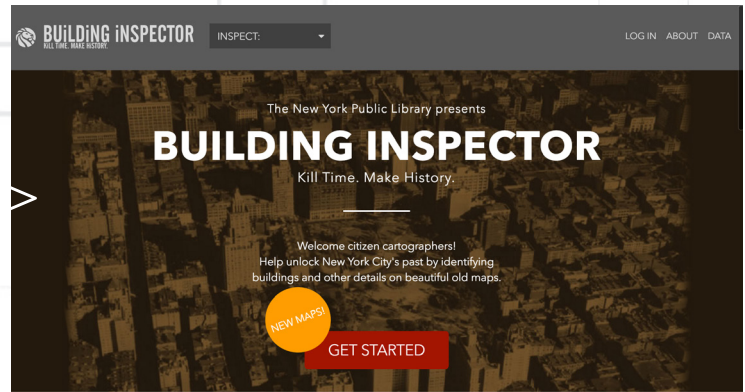 BUiLDiNG iNSPECTOR
KILL TIME. MAKE HISTORY.
INSPECT:
LOG IN ABOUT DATA
The New York Public Library presents
BUILDING INSPECTOR
Kill Time. Make History.
Welcome citizen cartographers!
Help unlock New York City's past by identifying
buildings and other details on beautiful old maps.
NEW MAPS!
GET STARTED